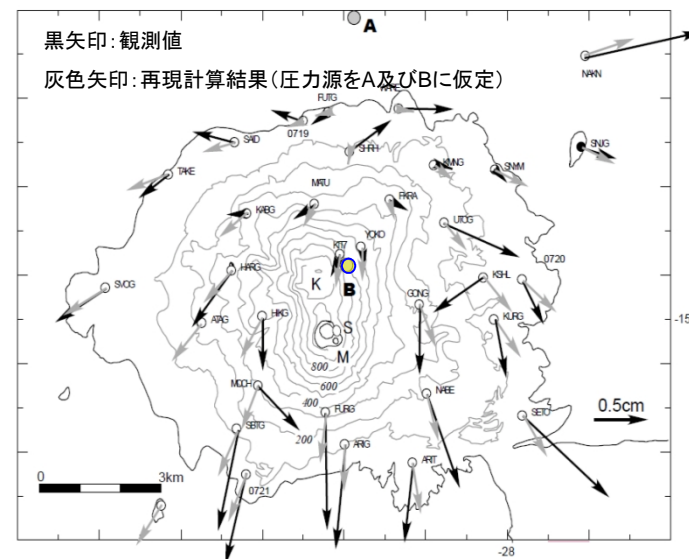 A
黒矢印：観測値
灰色矢印：再現計算結果（圧力源をA及びBに仮定）
NAKN
FUTG
0719
SAID
SHRH
SNJG
KMNG
SNYM
TAKE
MATU
KABG
UTOG
YOKO
KIT7
0720
HARG
B
K
KSHL
SVOG
GONG
HIKG
ATAG
S
KURG
-15
M
800
600
MOCH
NABE
0.5cm
400
FURG
SETO
SBTG
200
ARIG
ARIT
0721
0
3km
-28